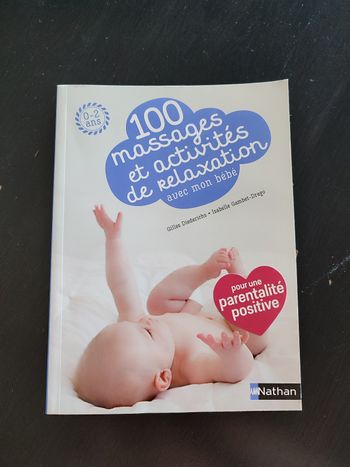 0-2
ans
100
massages
et activités
de relaxation
avec mon bébé
Gilles Diederichs • Isabelle Gambet-Drago
pour une
parentalité
positive
Nathan